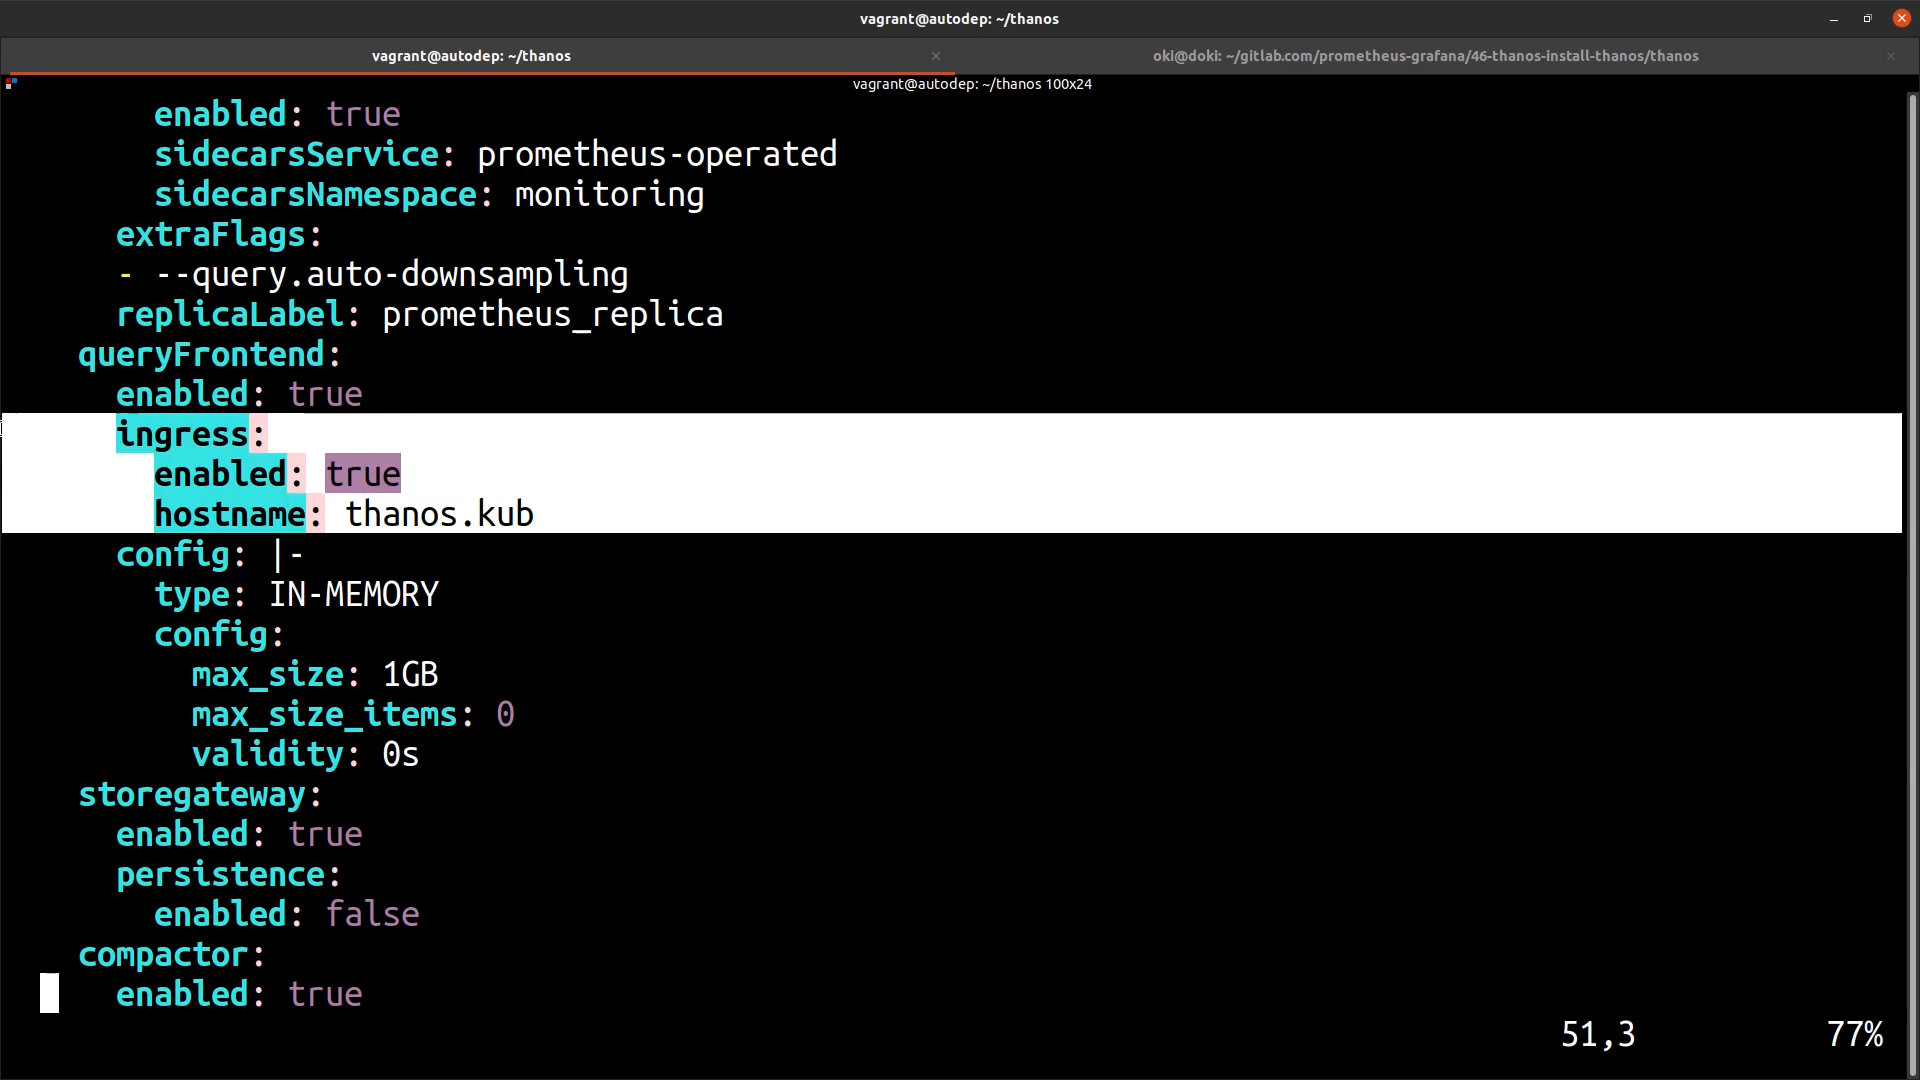 vagrant@autodep: ~/thanos
vagrant@autodep: ~/thanos
oki@doki: ~/gitlab.com/prometheus-grafana/46-thanos-install-thanos/thanos
vagrant@autodep: ~/thanos 100x24
enabled: true
sidecarsService: prometheus-operated
sidecarsNamespace: monitoring
extraFlags:
- --query.auto-downsampling
replicaLabel: prometheus_replica
queryFrontend:
enabled: true
ingress:
enabled: true
hostname: thanos.kub
config: |-
type: IN-MEMORY
config:
max_size: 1GB
max_size_items: 0
validity: 0s
storegateway:
enabled: true
persistence:
enabled: false
compactor:
enabled: true
51,3 77%